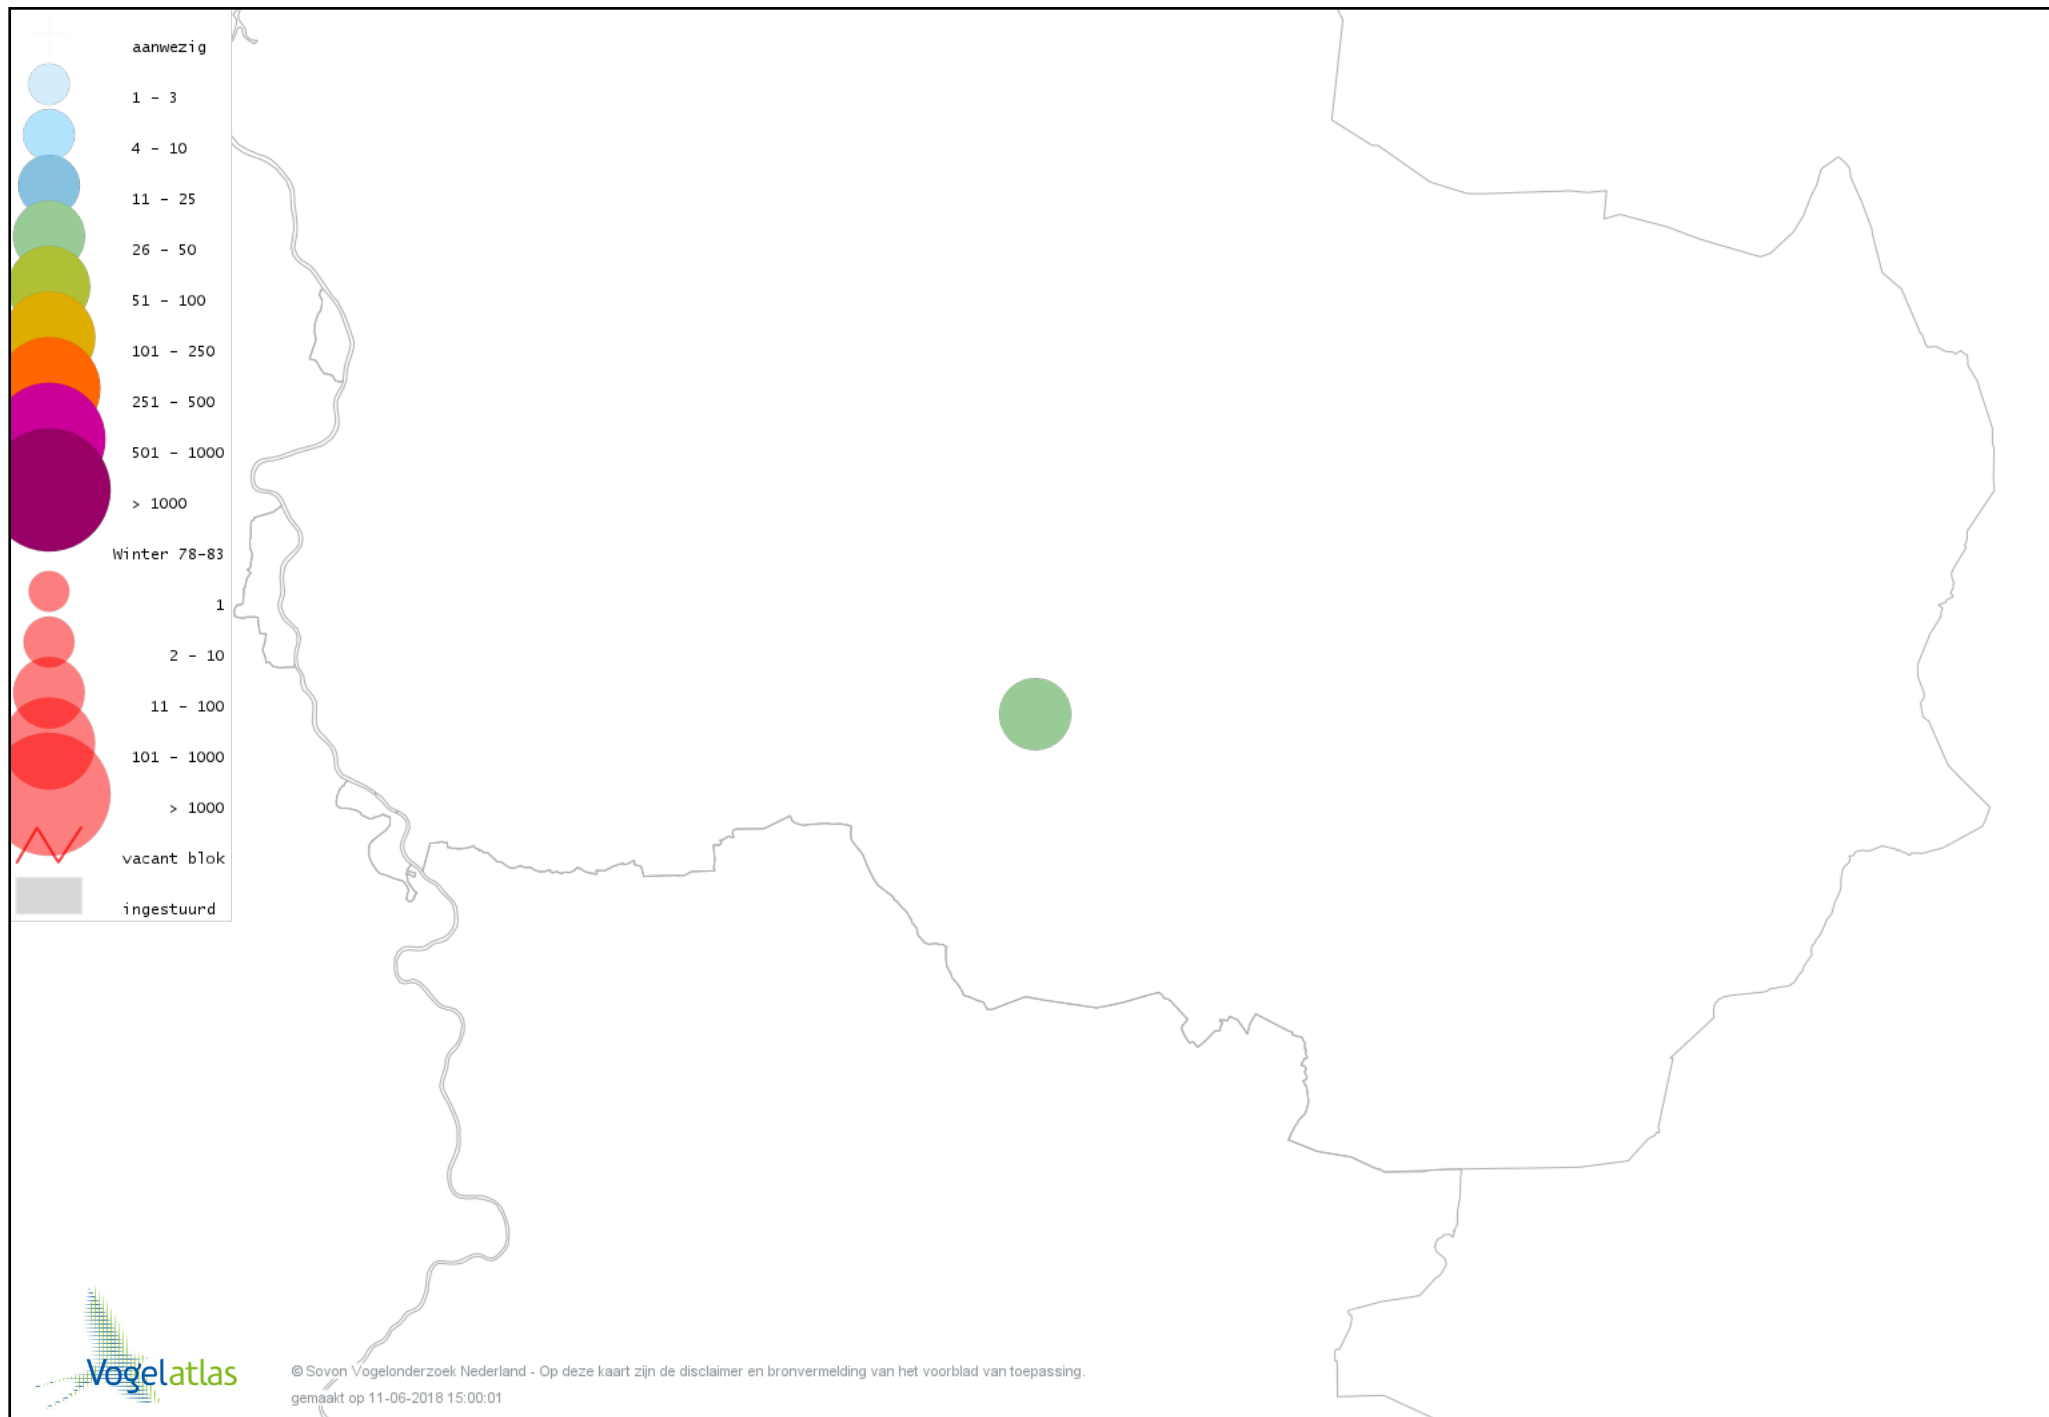 aanwezig
1 - 3
4 - 10
11 - 25
26 - 50
51 - 100
101 - 250
251 - 500
501 - 1000
> 1000
Winter 78-83
1
2 - 10
11 - 100
101 - 1000
> 1000
vacant blok
ingestuurd
Vogelatlas
© Sovon Vogelonderzoek Nederland - Op deze kaart zijn de disclaimer en bronvermelding van het voorblad van toepassing.
gemaakt op 11-06-2018 15:00:01